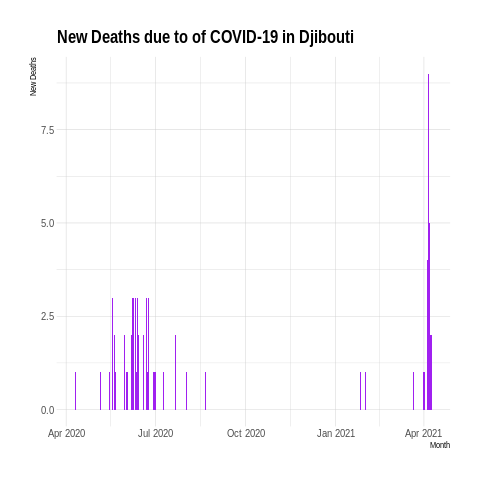 New Deaths due to of COVID-19 in Djibouti
New Deaths
7.5
5.0
2.5
0.0
Apr 2020 Jul 2020 Oct 2020 Jan 2021 Apr 2021
Month